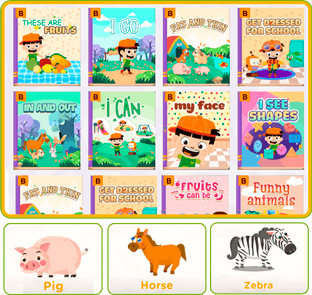 B
THESE ARE
FRUITS
B
I GO
B
FAT AND THIN
B
GET DRESSED
FOR SCHOOL
B
IN AND OUT
B
I CAN
B
my face
B
I SEE
SHAPES
B
FAT AND THIN
B
GET DRESSED
FOR SCHOOL
B
Fruits
can be
B
Funny
animals
Pig
Horse
Zebra